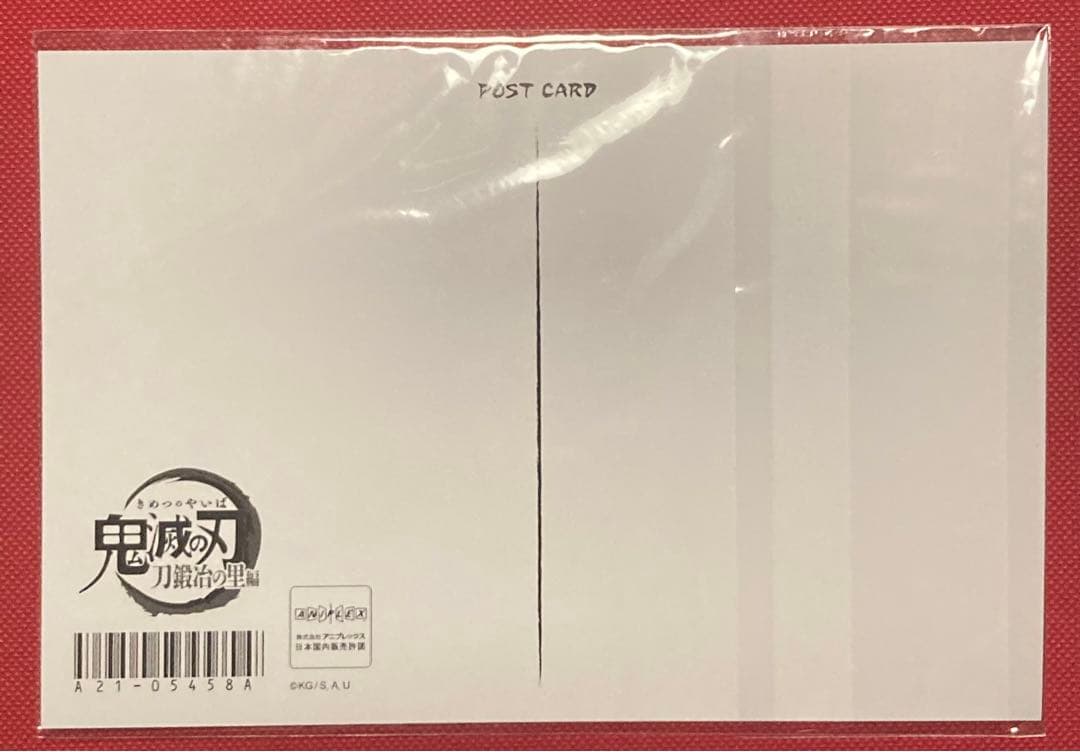 POST CARD
きめつのやいば
鬼滅の刃
刀鍛冶の里編
ANIPLEX
株式会社 アニプレックス
日本国内販売許諾
A21-05458A
©KG/S,A,U